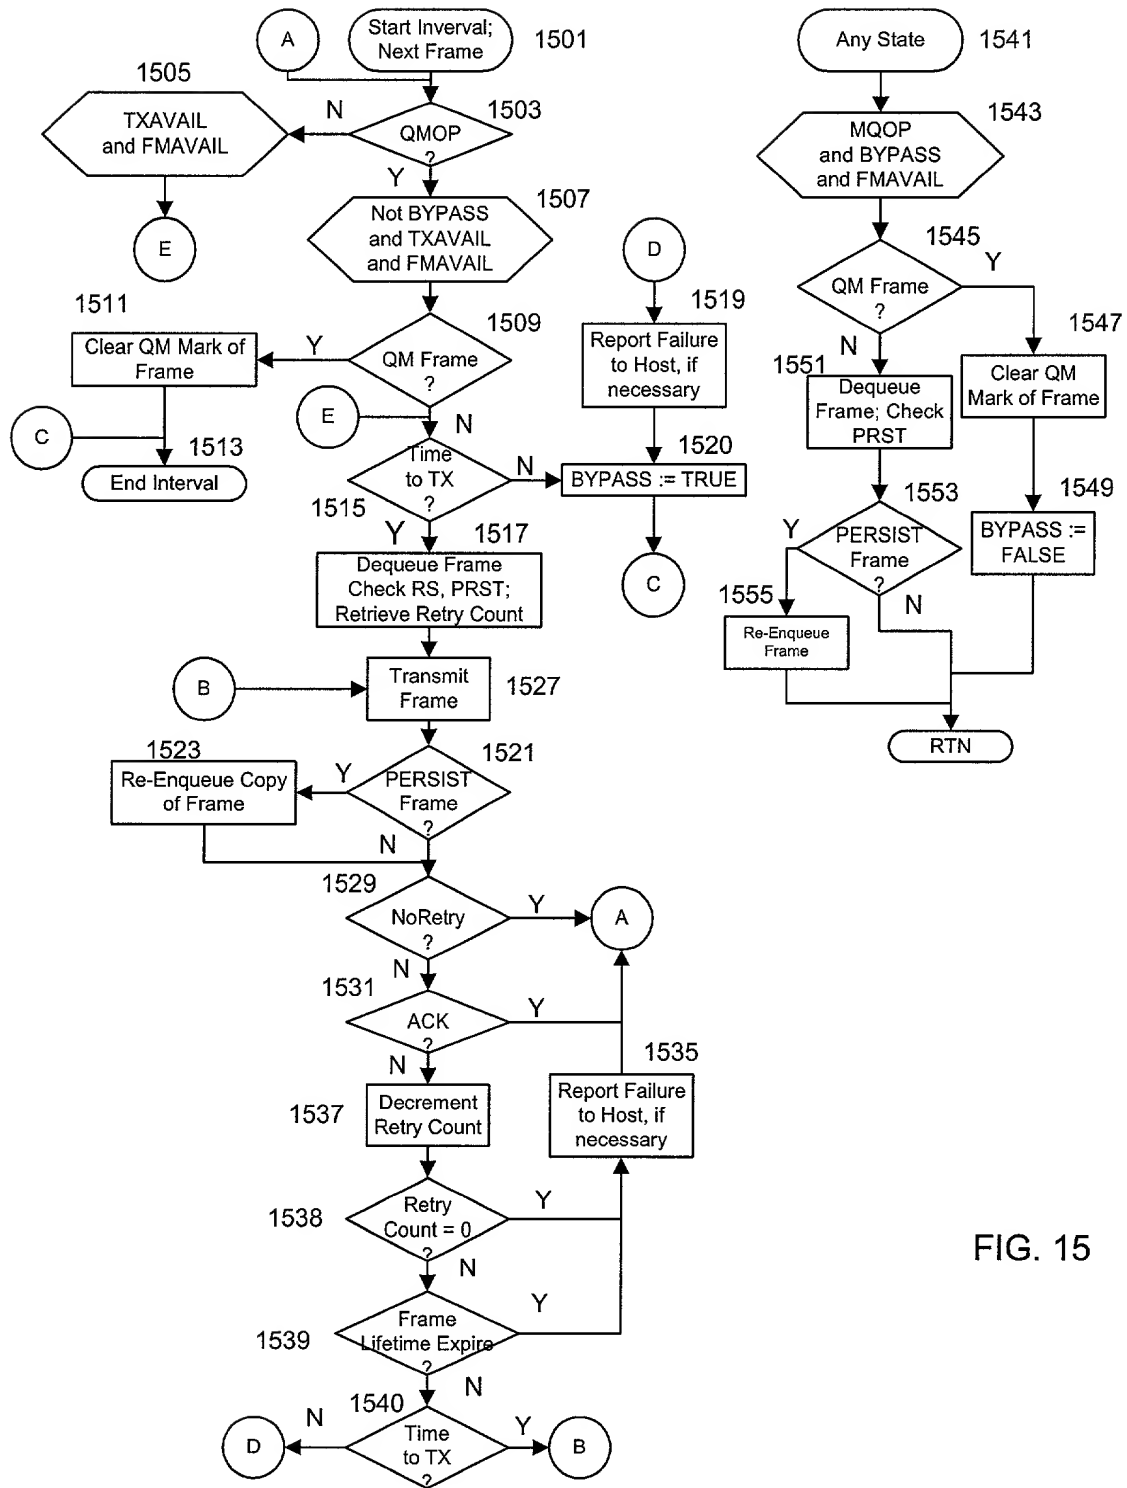 A
Start Inverval;
Next Frame
1501
1505
TXAVAIL
and FMAVAIL
N
QMOP
?
1503
Y
E
Not BYPASS
and TXAVAIL
and FMAVAIL
1507
1511
Clear QM Mark of
Frame
Y
QM Frame
?
1509
C
E
N
1513
End Interval
Time
to TX
?
1515
N
Y
D
1519
Report Failure
to Host, if
necessary
1520
BYPASS := TRUE
C
1517
Dequeue Frame
Check RS, PRST;
Retrieve Retry Count
B
Transmit
Frame
1527
1523
Re-Enqueue Copy
of Frame
Y
PERSIST
Frame
?
1521
N
1529
NoRetry
?
Y
A
N
1531
ACK
?
Y
N
1535
Report Failure
to Host, if
necessary
1537
Decrement
Retry Count
1538
Retry
Count = 0
?
Y
N
1539
Frame
Lifetime Expire
?
Y
N
1540
Time
to TX
?
N
D
Y
B
Any State
1541
1543
MQOP
and BYPASS
and FMAVAIL
1545
QM Frame
?
Y
N
1547
Clear QM
Mark of Frame
1551
Dequeue
Frame; Check
PRST
1549
BYPASS :=
FALSE
1553
PERSIST
Frame
?
Y
N
1555
Re-Enqueue
Frame
RTN
FIG. 15